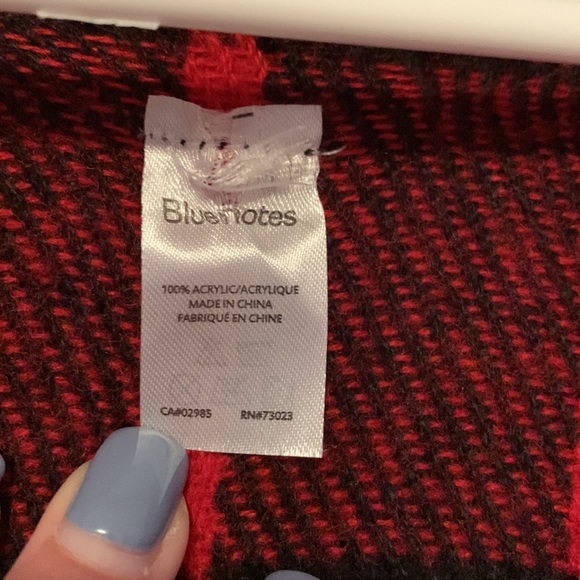 Bluenotes
100% ACRYLIC/ACRYLIQUE
MADE IN CHINA
FABRIQUÉ EN CHINE
CA#02985 RN#73023